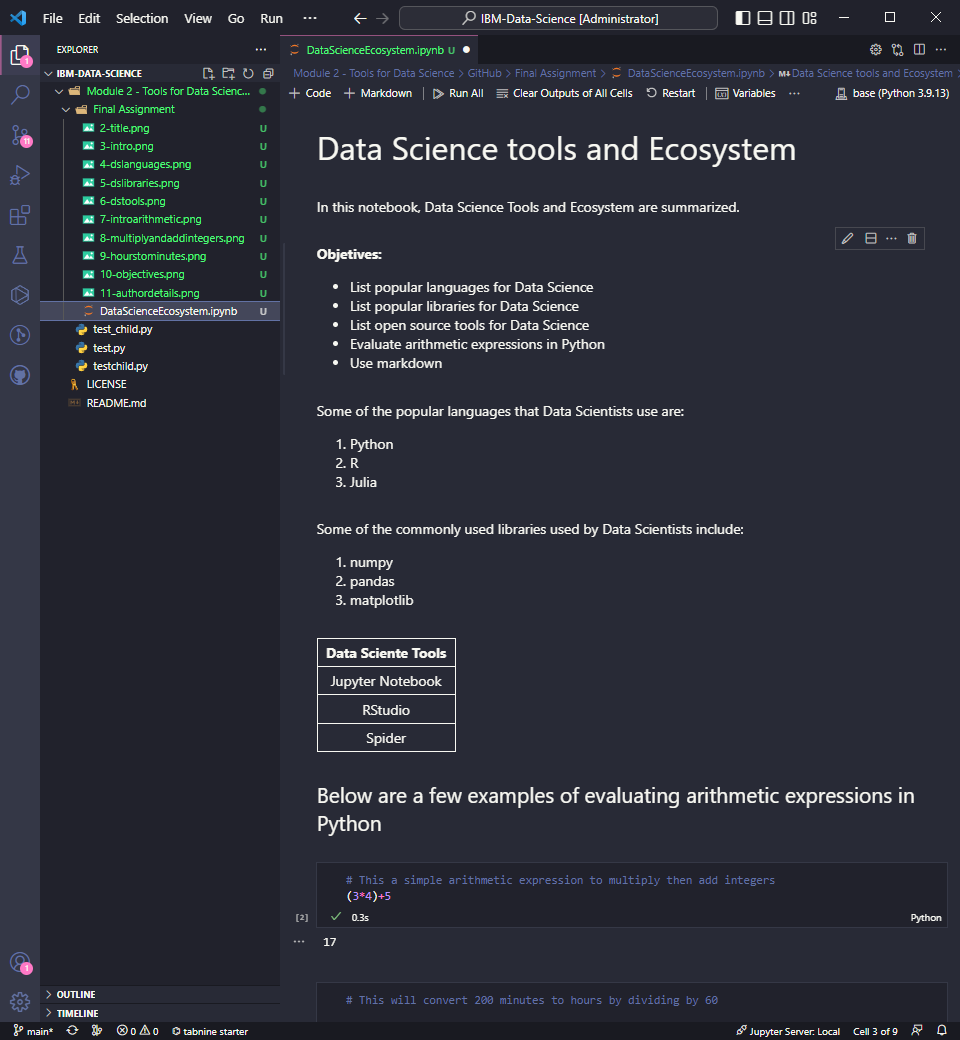 File Edit Selection View Go Run ··· IBM-Data-Science [Administrator]
EXPLORER
DataScienceEcosystem.ipynb U
IBM-DATA-SCIENCE
Module 2 - Tools for Data Science > GitHub > Final Assignment > DataScienceEcosystem.ipynb > M↓Data Science tools and Ecosystem
Code Markdown Run All Clear Outputs of All Cells Restart Variables ··· base (Python 3.9.13)
1
Module 2 - Tools for Data Scienc...
Final Assignment
2-title.png U
3-intro.png U
11
4-dslanguages.png U
5-dslibraries.png U
6-dstools.png U
7-introarithmetic.png U
8-multiplyandaddintegers.png U
9-hourstominutes.png U
10-objectives.png U
11-authordetails.png U
DataScienceEcosystem.ipynb U
test_child.py
test.py
testchild.py
LICENSE
README.md
Data Science tools and Ecosystem
In this notebook, Data Science Tools and Ecosystem are summarized.
Objetives:
• List popular languages for Data Science
• List popular libraries for Data Science
• List open source tools for Data Science
• Evaluate arithmetic expressions in Python
• Use markdown
Some of the popular languages that Data Scientists use are:
1. Python
2. R
3. Julia
Some of the commonly used libraries used by Data Scientists include:
1. numpy
2. pandas
3. matplotlib
Data Sciente Tools
Jupyter Notebook
RStudio
Spider
Below are a few examples of evaluating arithmetic expressions in
Python
# This a simple arithmetic expression to multiply then add integers
(3*4)+5
[2] 0.3s Python
··· 17
1
# This will convert 200 minutes to hours by dividing by 60
OUTLINE
TIMELINE
main* 0 0 tabnine starter Jupyter Server: Local Cell 3 of 9